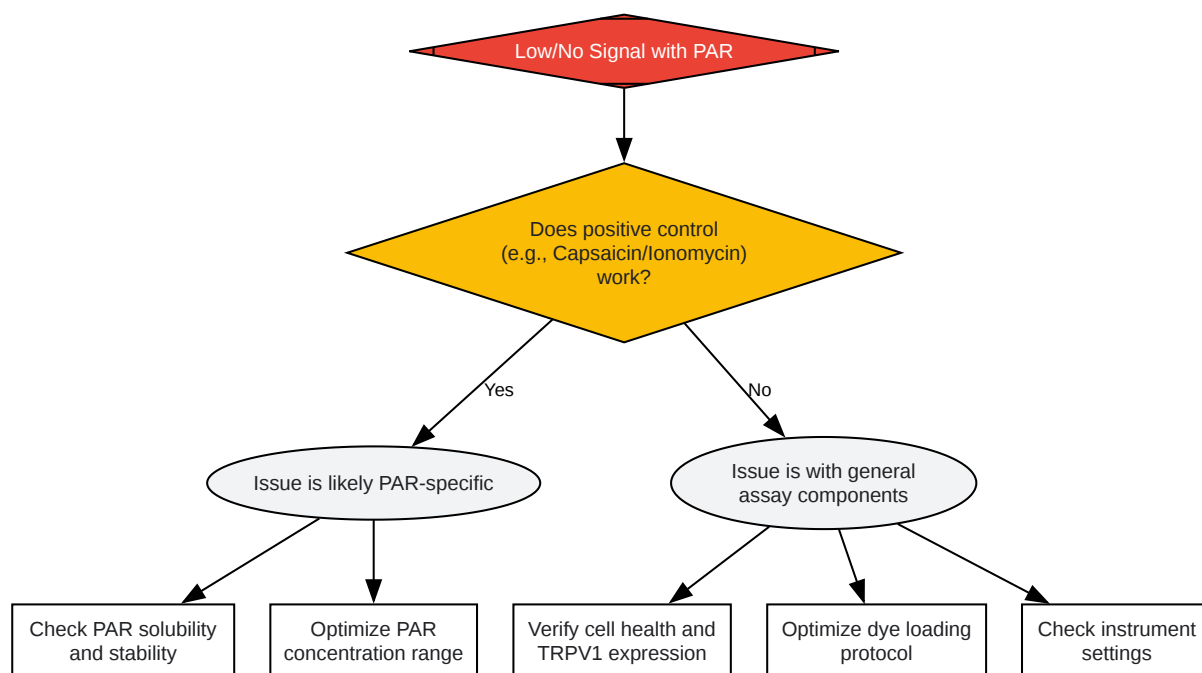 Low/No Signal with PAR
Does positive control
(e.g., Capsaicin/Ionomycin)
work?
Yes
No
Issue is likely PAR-specific
Issue is with general
assay components
Check PAR solubility
and stability
Optimize PAR
concentration range
Verify cell health and
TRPV1 expression
Optimize dye loading
protocol
Check instrument
settings